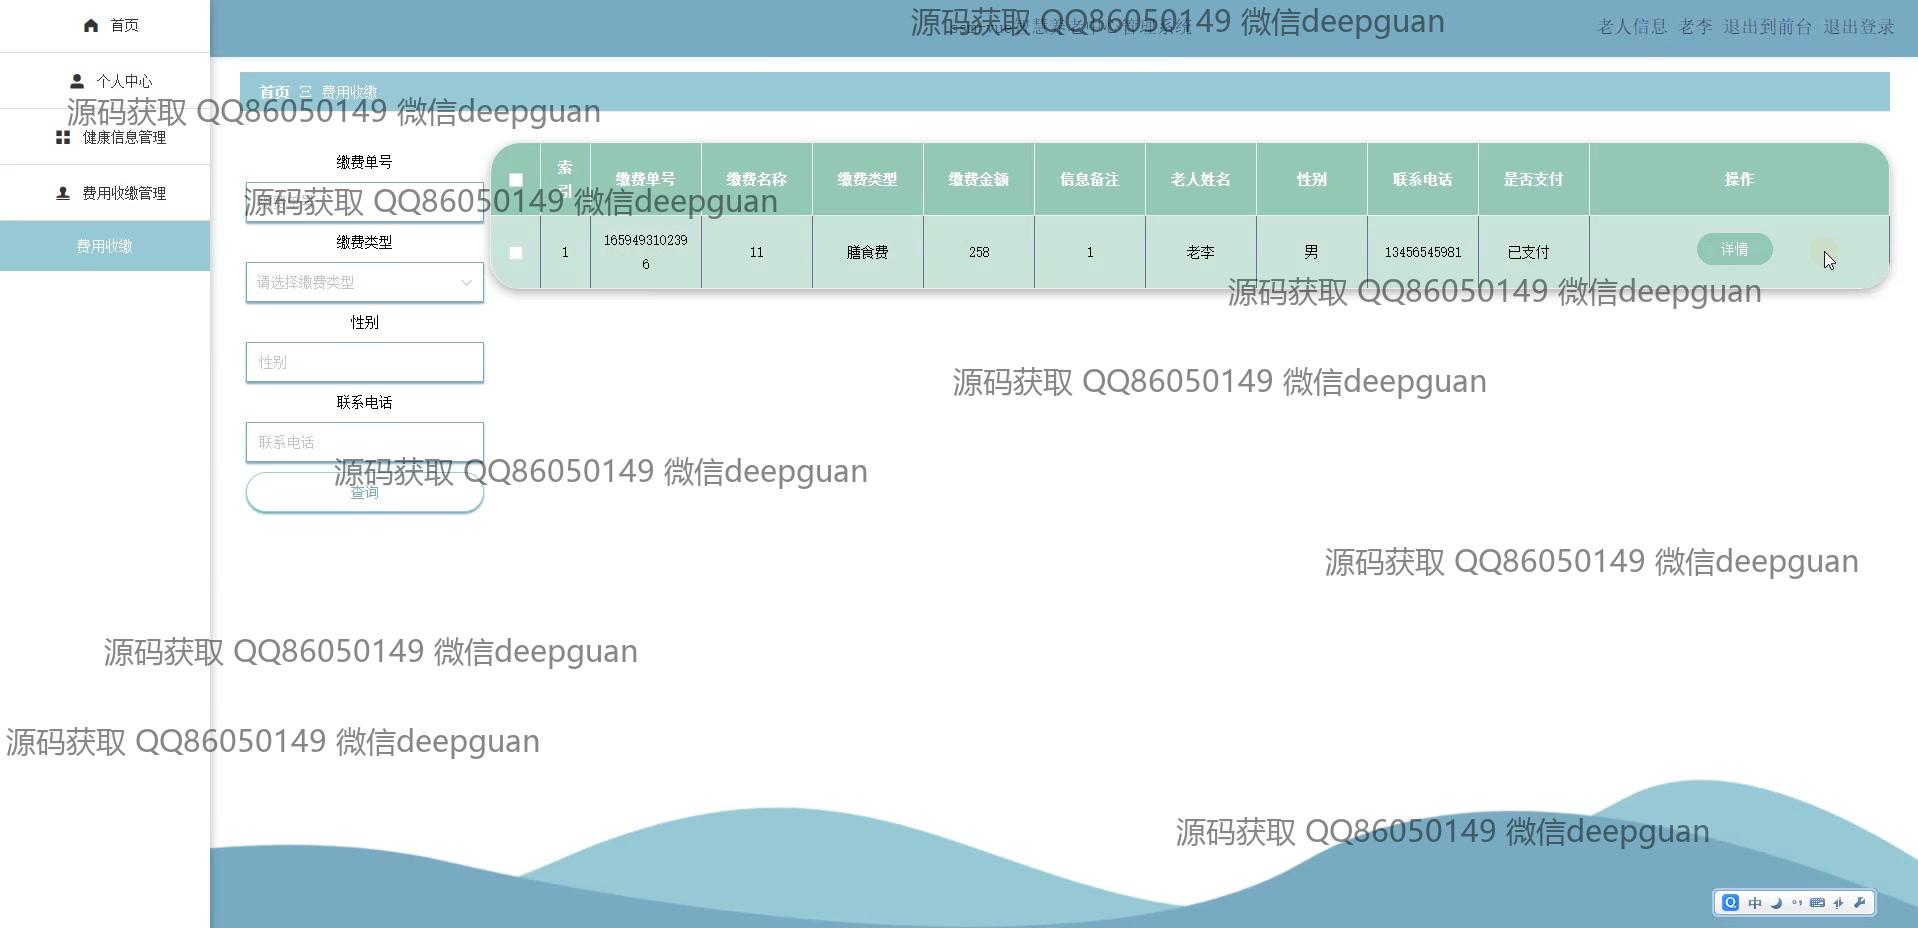 首页
个人中心
健康信息管理
费用收缴管理
费用收缴
源码获取 QQ86050149 微信deepguan
慧养老中心管理系统
老人信息 老李 退出到前台 退出登录
首页 费用收缴
源码获取 QQ86050149 微信deepguan
缴费单号
源码获取 QQ86050149 微信deepguan
缴费类型
请选择缴费类型
性别
性别
联系电话
联系电话
查询
索引 缴费单号 缴费名称 缴费类型 缴费金额 信息备注 老人姓名 性别 联系电话 是否支付 操作
1 1659493102396 11 膳食费 258 1 老李 男 13456545981 已支付 详情
源码获取 QQ86050149 微信deepguan
源码获取 QQ86050149 微信deepguan
源码获取 QQ86050149 微信deepguan
源码获取 QQ86050149 微信deepguan
源码获取 QQ86050149 微信deepguan
源码获取 QQ86050149 微信deepguan
源码获取 QQ86050149 微信deepguan
中